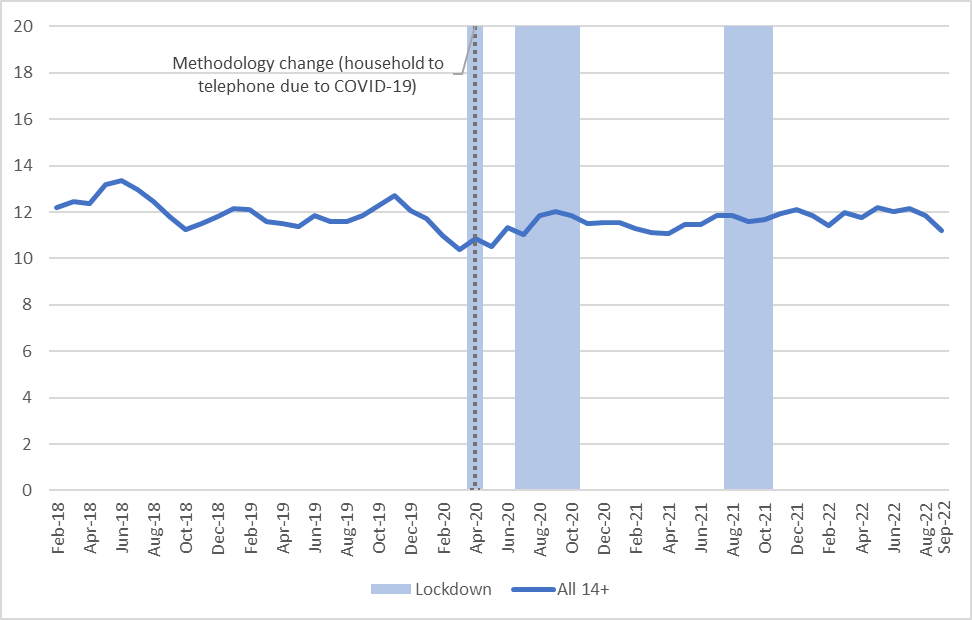 20
18
16
14
12
10
8
6
4
2
0
Methodology change (household to
telephone due to COVID-19)
Feb-18
Apr-18
Jun-18
Aug-18
Oct-18
Dec-18
Feb-19
Apr-19
Jun-19
Aug-19
Oct-19
Dec-19
Feb-20
Apr-20
Jun-20
Aug-20
Oct-20
Dec-20
Feb-21
Apr-21
Jun-21
Aug-21
Oct-21
Dec-21
Feb-22
Apr-22
Jun-22
Aug-22
Sep-22
Lockdown
All 14+